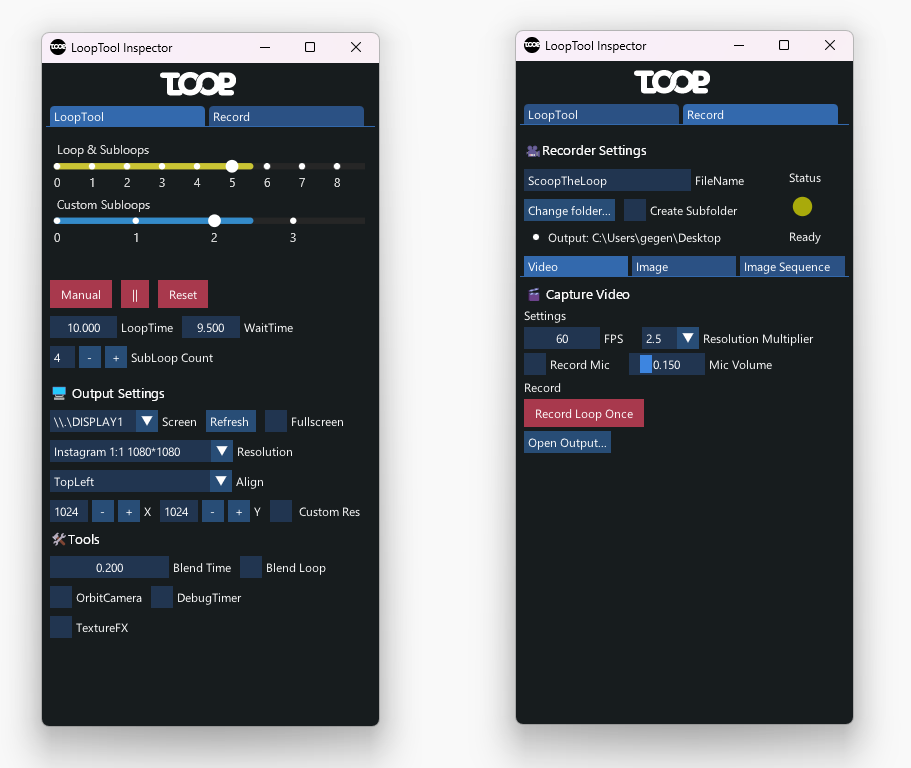 TOOP LoopTool Inspector
TOOP
LoopTool Record
Loop & Subloops
0 1 2 3 4 5 6 7 8
Custom Subloops
0 1 2 3
Manual || Reset
10.000 LoopTime 9.500 WaitTime
4 - + SubLoop Count
Output Settings
\\.\DISPLAY1 Screen Refresh Fullscreen
Instagram 1:1 1080*1080 Resolution
TopLeft Align
1024 - + X 1024 - + Y Custom Res
Tools
0.200 Blend Time Blend Loop
OrbitCamera DebugTimer
TextureFX
TOOP LoopTool Inspector
TOOP
LoopTool Record
Recorder Settings
ScoopTheLoop FileName Status
Change folder... Create Subfolder
Output: C:\Users\gegen\Desktop Ready
Video Image Image Sequence
Capture Video
Settings
60 FPS 2.5 Resolution Multiplier
Record Mic 0.150 Mic Volume
Record
Record Loop Once
Open Output...